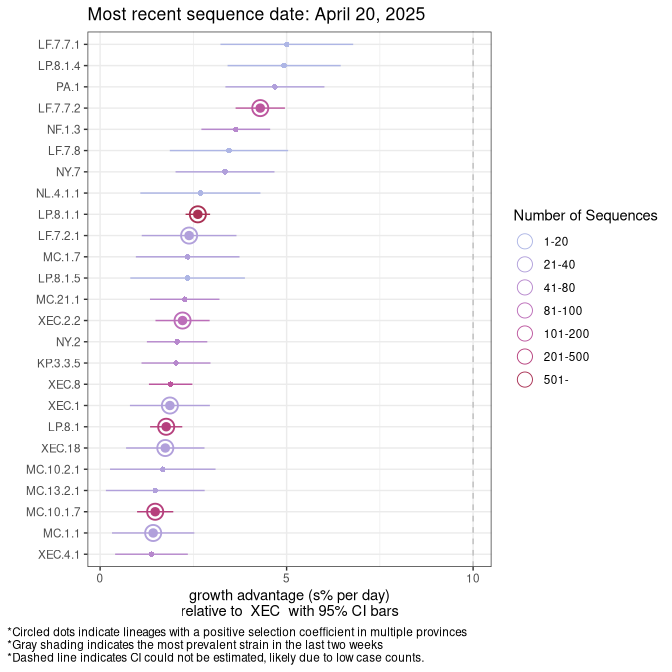 Most recent sequence date: April 20, 2025
LF.7.7.1
LP.8.1.4
PA.1
LF.7.7.2
NF.1.3
LF.7.8
NY.7
NL.4.1.1
LP.8.1.1
LF.7.2.1
MC.1.7
LP.8.1.5
MC.21.1
XEC.2.2
NY.2
KP.3.3.5
XEC.8
XEC.1
LP.8.1
XEC.18
MC.10.2.1
MC.13.2.1
MC.10.1.7
MC.1.1
XEC.4.1
0 5 10
growth advantage (s% per day)
relative to XEC with 95% CI bars
Number of Sequences
1-20
21-40
41-80
81-100
101-200
201-500
501-
*Circled dots indicate lineages with a positive selection coefficient in multiple provinces
*Gray shading indicates the most prevalent strain in the last two weeks
*Dashed line indicates CI could not be estimated, likely due to low case counts.